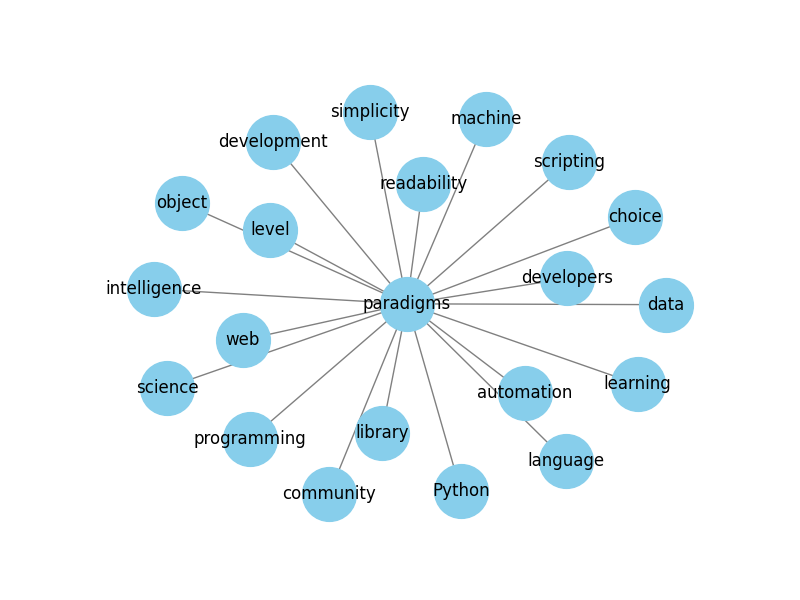 simplicity
machine
development
scripting
readability
object
choice
level
developers
intelligence
paradigms
data
web
science
learning
automation
library
programming
language
Python
community